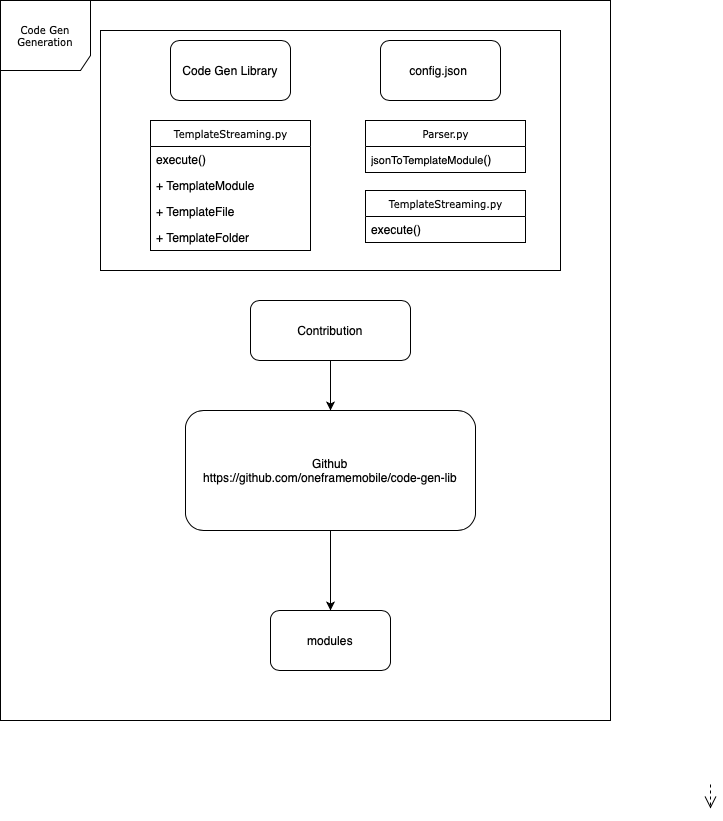 Code Gen
Generation
Code Gen Library
config.json
TemplateStreaming.py
execute()
+ TemplateModule
+ TemplateFile
+ TemplateFolder
Parser.py
jsonToTemplateModule()
TemplateStreaming.py
execute()
Contribution
Github
https://github.com/oneframemobile/code-gen-lib
modules